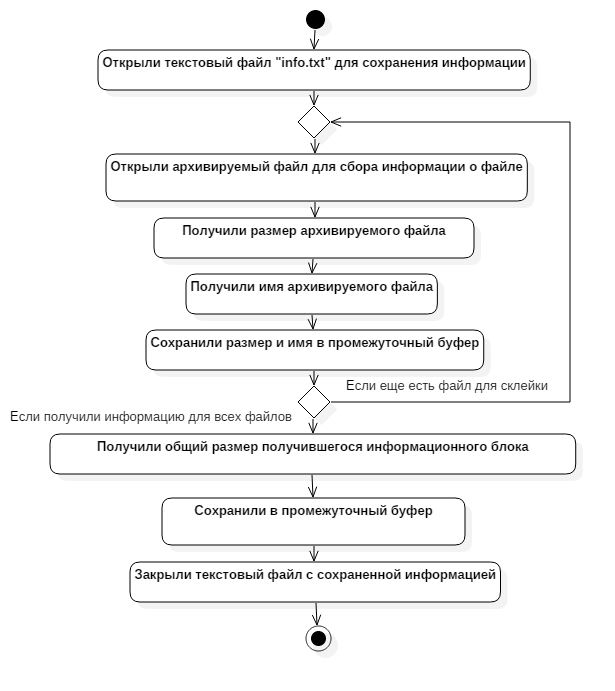 Открыли текстовый файл "info.txt" для сохранения информации
Открыли архивируемый файл для сбора информации о файле
Получили размер архивируемого файла
Получили имя архивируемого файла
Сохранили размер и имя в промежуточный буфер
Если еще есть файл для склейки
Если получили информацию для всех файлов
Получили общий размер получившегося информационного блока
Сохранили в промежуточный буфер
Закрыли текстовый файл с сохраненной информацией